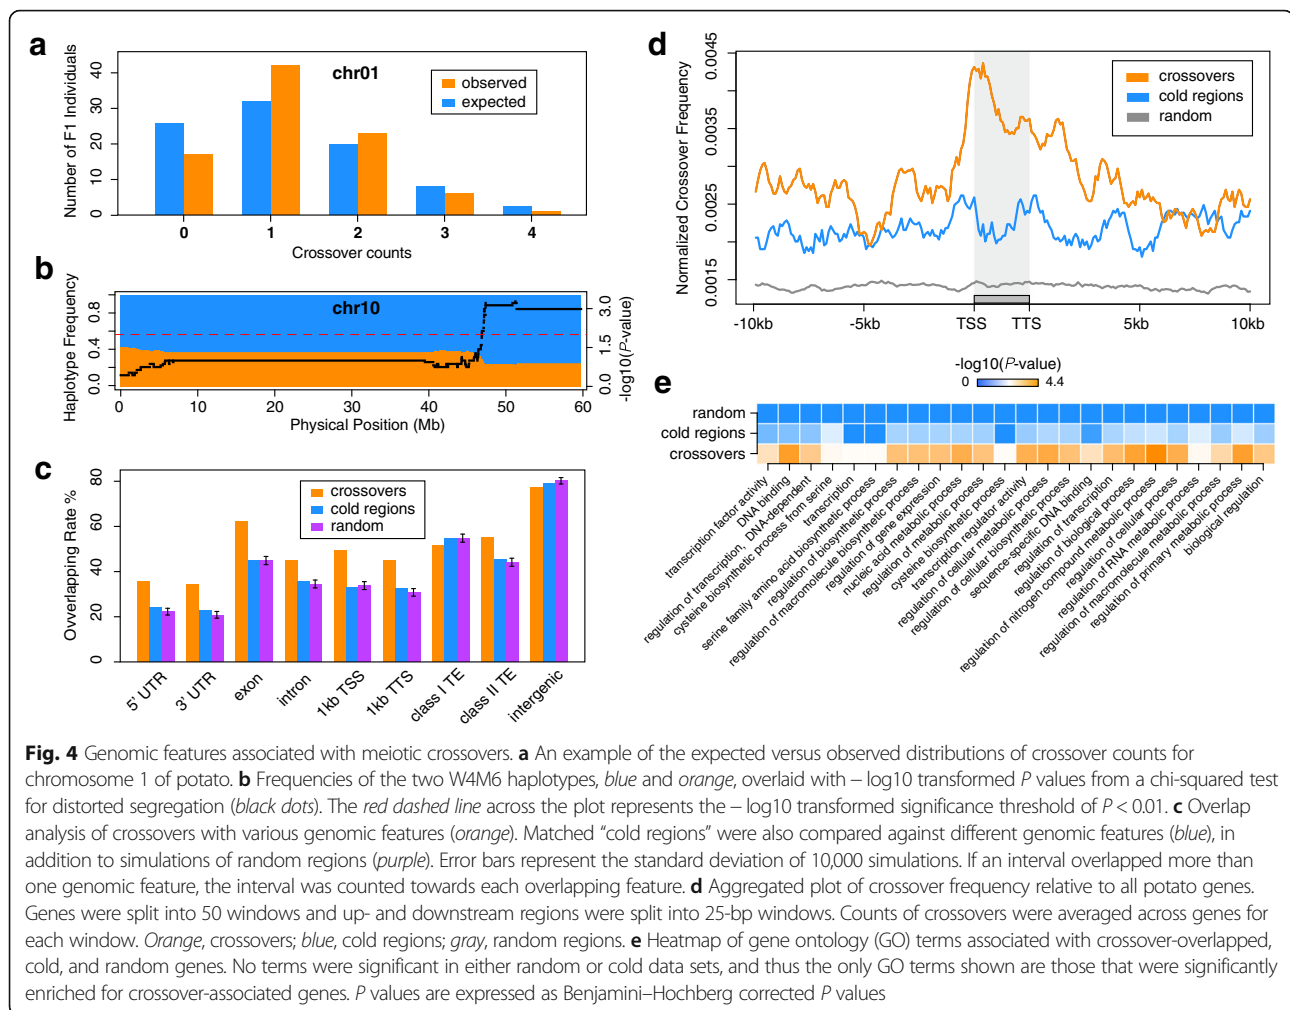 a
chr01
observed
expected
Number of F1 Individuals
0 10 20 30 40
0 1 2 3 4
Crossover counts
b
chr10
Haplotype Frequency
0.0 0.4 0.8
-log10(P-value)
0.0 1.5 3.0
0 10 20 30 40 50 60
Physical Position (Mb)
c
crossovers
cold regions
random
Ovverlapping Rate %
0 20 40 60 80
5' UTR
3' UTR
exon
intron
1kb TSS
1kb TTS
class I TE
class II TE
intergenic
d
crossovers
cold regions
random
Normalized Crossover Frequency
0.0015 0.0025 0.0035 0.0045
-10kb -5kb TSS TTS 5kb 10kb
e
-log10(P-value)
0 4.4
random
cold regions
crossovers
transcription factor activity
DNA binding
regulation of transcription, DNA-dependent
cysteine biosynthetic process from serine
transcription
serine family amino acid biosynthetic process
regulation of biosynthetic process
regulation of macromolecule biosynthetic process
regulation of gene expression
nucleic acid metabolic process
regulation of metabolic process
cysteine biosynthetic process
transcription regulator activity
regulation of cellular metabolic process
regulation of cellular biosynthetic process
sequence-specific DNA binding
regulation of transcription
regulation of biological process
regulation of nitrogen compound metabolic process
regulation of cellular process
regulation of RNA metabolic process
regulation of macromolecule metabolic process
regulation of primary metabolic process
biological regulation
Fig. 4 Genomic features associated with meiotic crossovers. a An example of the expected versus observed distributions of crossover counts for
chromosome 1 of potato. b Frequencies of the two W4M6 haplotypes, blue and orange, overlaid with − log10 transformed P values from a chi-squared test
for distorted segregation (black dots). The red dashed line across the plot represents the − log10 transformed significance threshold of P < 0.01. c Overlap
analysis of crossovers with various genomic features (orange). Matched “cold regions” were also compared against different genomic features (blue), in
addition to simulations of random regions (purple). Error bars represent the standard deviation of 10,000 simulations. If an interval overlapped more than
one genomic feature, the interval was counted towards each overlapping feature. d Aggregated plot of crossover frequency relative to all potato genes.
Genes were split into 50 windows and up- and downstream regions were split into 25-bp windows. Counts of crossovers were averaged across genes for
each window. Orange, crossovers; blue, cold regions; gray, random regions. e Heatmap of gene ontology (GO) terms associated with crossover-overlapped,
cold, and random genes. No terms were significant in either random or cold data sets, and thus the only GO terms shown are those that were significantly
enriched for crossover-associated genes. P values are expressed as Benjamini–Hochberg corrected P values